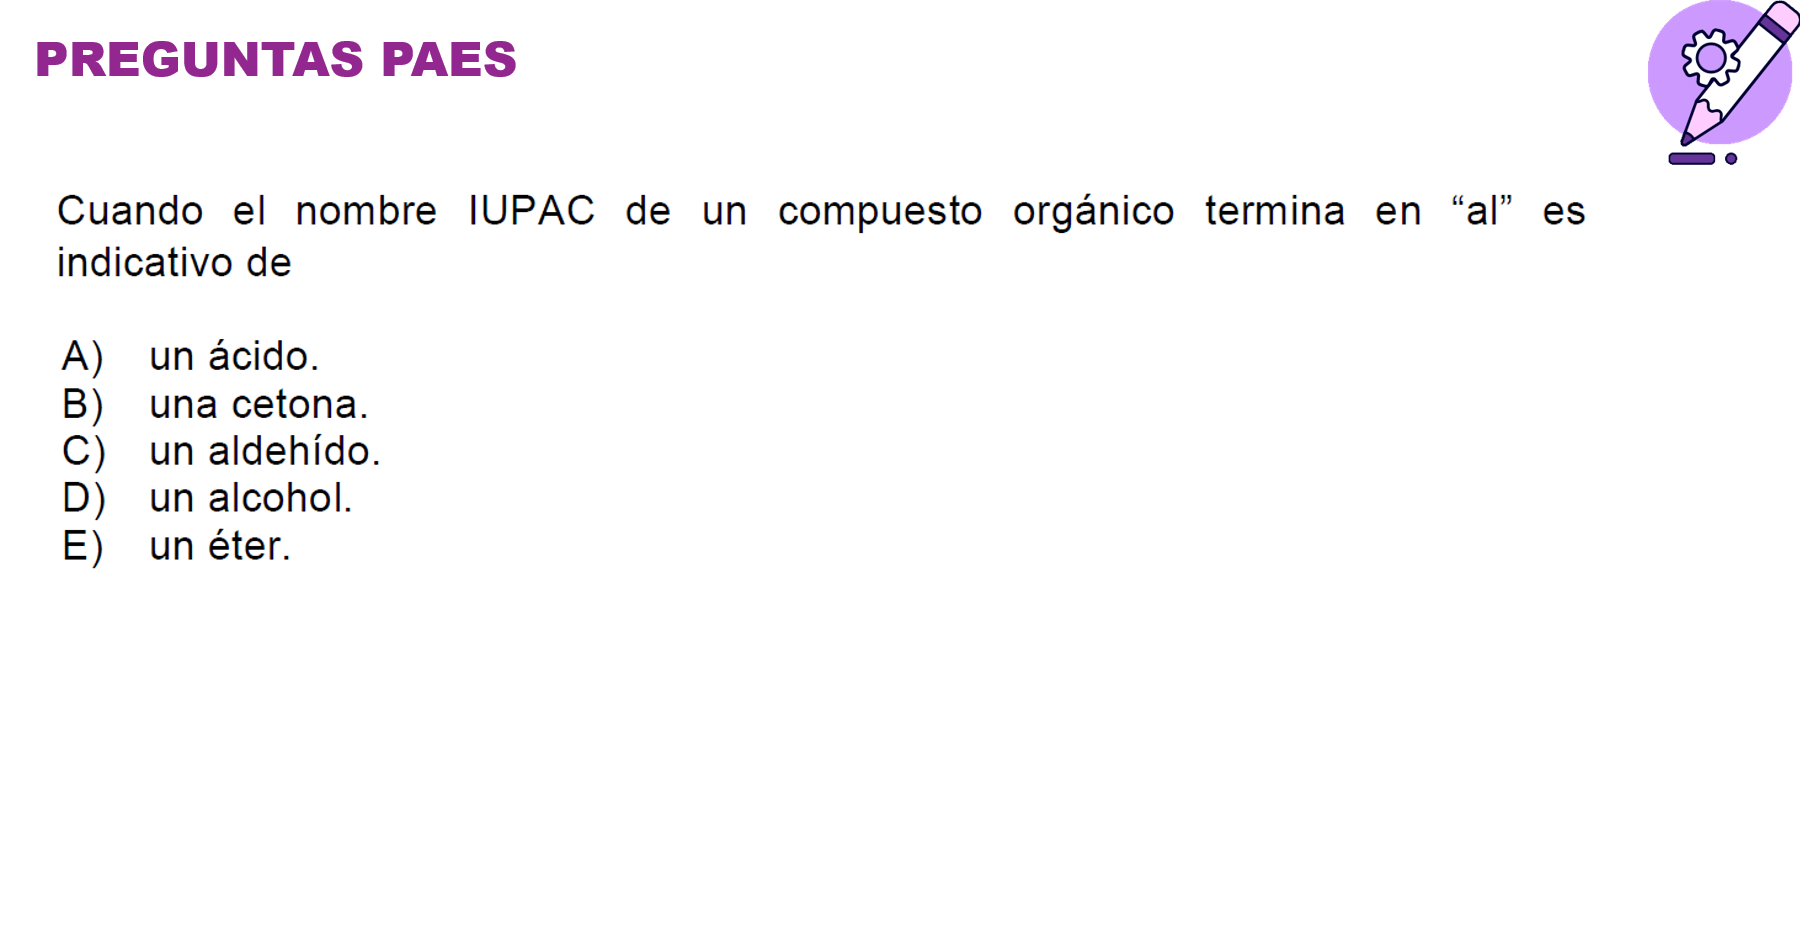 PREGUNTAS PAES
Cuando el nombre IUPAC de un compuesto orgánico termina en “al” es
indicativo de
A) un ácido.
B) una cetona.
C) un aldehído.
D) un alcohol.
E) un éter.